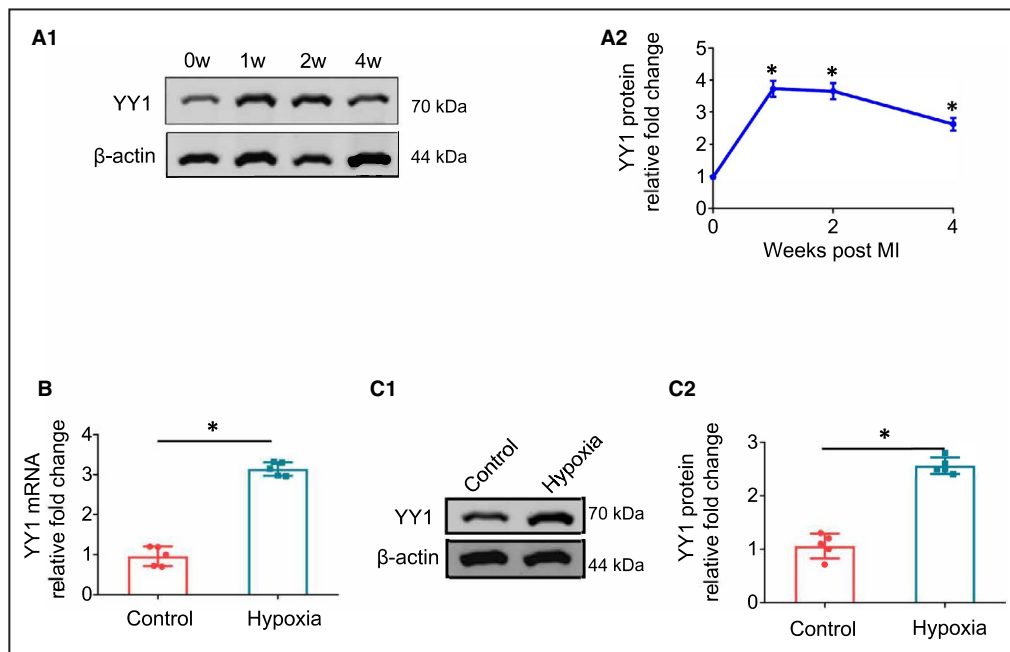 A1
0w 1w 2w 4w
YY1
70 kDa
β-actin
44 kDa
A2
YY1 protein
relative fold change
5
4
3
2
1
0
* * *
0 2 4
Weeks post MI
B
YY1 mRNA
relative fold change
4
3
2
1
0
*
Control Hypoxia
C1
Control Hypoxia
YY1
70 kDa
β-actin
44 kDa
C2
YY1 protein
relative fold change
3
2
1
0
*
Control Hypoxia